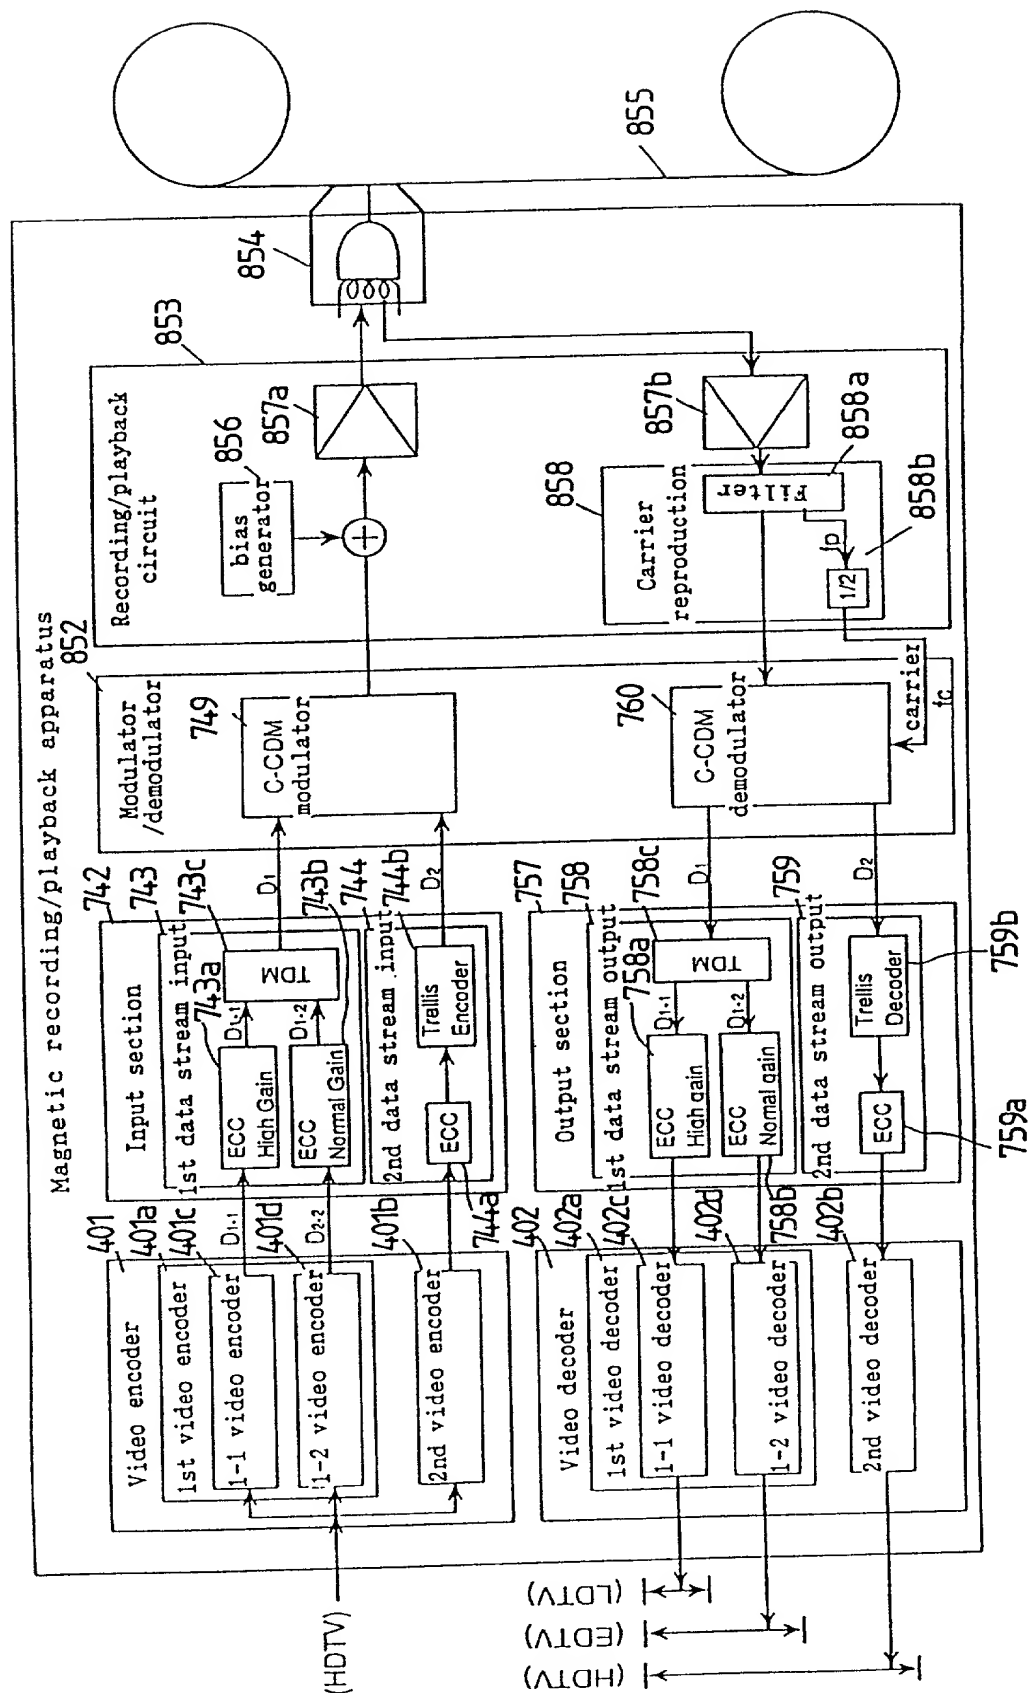 Magnetic recording/playback apparatus
401
Video encoder
401a
1st video encoder
401c
1-1 video encoder
D1-1
401d
1-2 video encoder
D2-2
401b
2nd video encoder
(HDTV)
742
Input section
743
1st data stream input
743a
743c
ECC
High Gain
D1-1
TDM
D1
ECC
Normal Gain
D1-2
743b
744
2nd data stream input
744b
ECC
744a
Trellis
Encoder
D2
852
Modulator
/demodulator
749
C-CDM
modulator
853
Recording/playback
circuit
bias
generator
856
857a
854
855
402
Video decoder
402a
1st video decoder
402c
1-1 video decoder
402d
1-2 video decoder
402b
2nd video decoder
(LDTV)
(EDTV)
(HDTV)
757
Output section
758
1st data stream output
758a
758c
ECC
High gain
D1-1
TDM
D1
ECC
Normal gain
D1-2
758b
759
2nd data stream output
ECC
759a
Trellis
Decoder
759b
D2
760
C-CDM
demodulator
carrier
fc
858
Carrier
reproduction
857b
Filter
858a
fp
1/2
858b